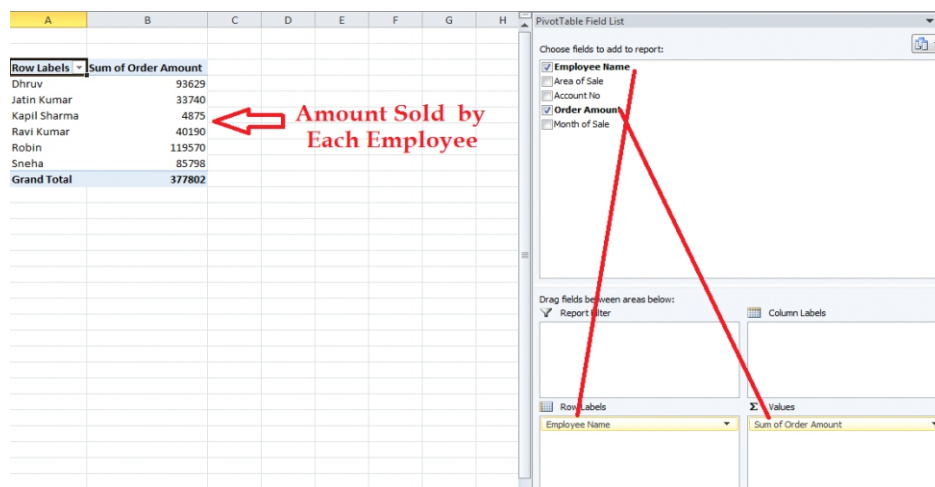 A B C D E F G H
PivotTable Field List
Choose fields to add to report:
Row Labels Sum of Order Amount
Dhruv 93629
Jatin Kumar 33740
Kapil Sharma 4875
Ravi Kumar 40190
Robin 119570
Sneha 85798
Grand Total 377802
Amount Sold by
Each Employee
Employee Name
Area of Sale
Account No
Order Amount
Month of Sale
Drag fields between areas below:
Report Filter
Column Labels
Row Labels
Σ Values
Employee Name
Sum of Order Amount